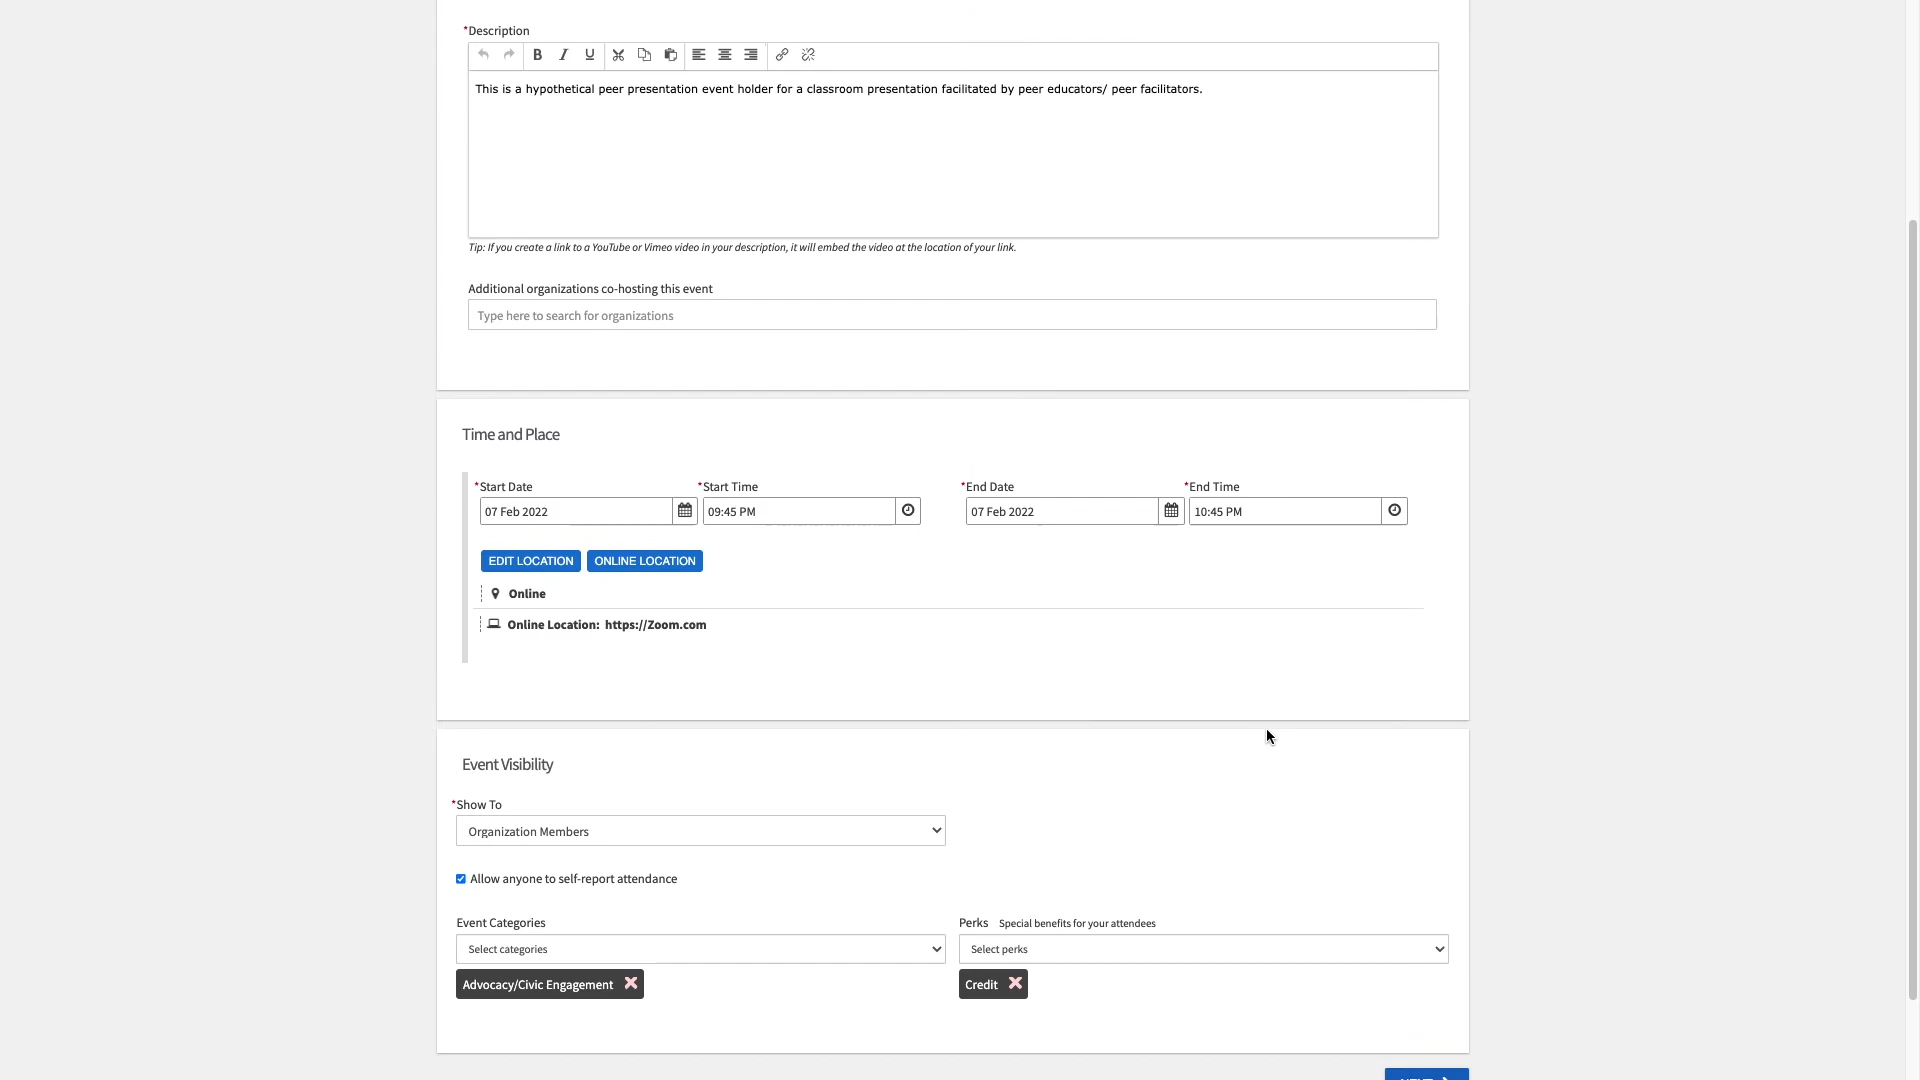 *Description
This is a hypothetical peer presentation event holder for a classroom presentation facilitated by peer educators/ peer facilitators.
Tip: If you create a link to a YouTube or Vimeo video in your description, it will embed the video at the location of your link.
Additional organizations co-hosting this event
Type here to search for organizations
Time and Place
*Start Date *Start Time *End Date *End Time
07 Feb 2022 09:45 PM 07 Feb 2022 10:45 PM
EDIT LOCATION ONLINE LOCATION
Online
Online Location: https://Zoom.com
Event Visibility
*Show To
Organization Members
Allow anyone to self-report attendance
Event Categories Perks Special benefits for your attendees
Select categories Select perks
Advocacy/Civic Engagement Credit